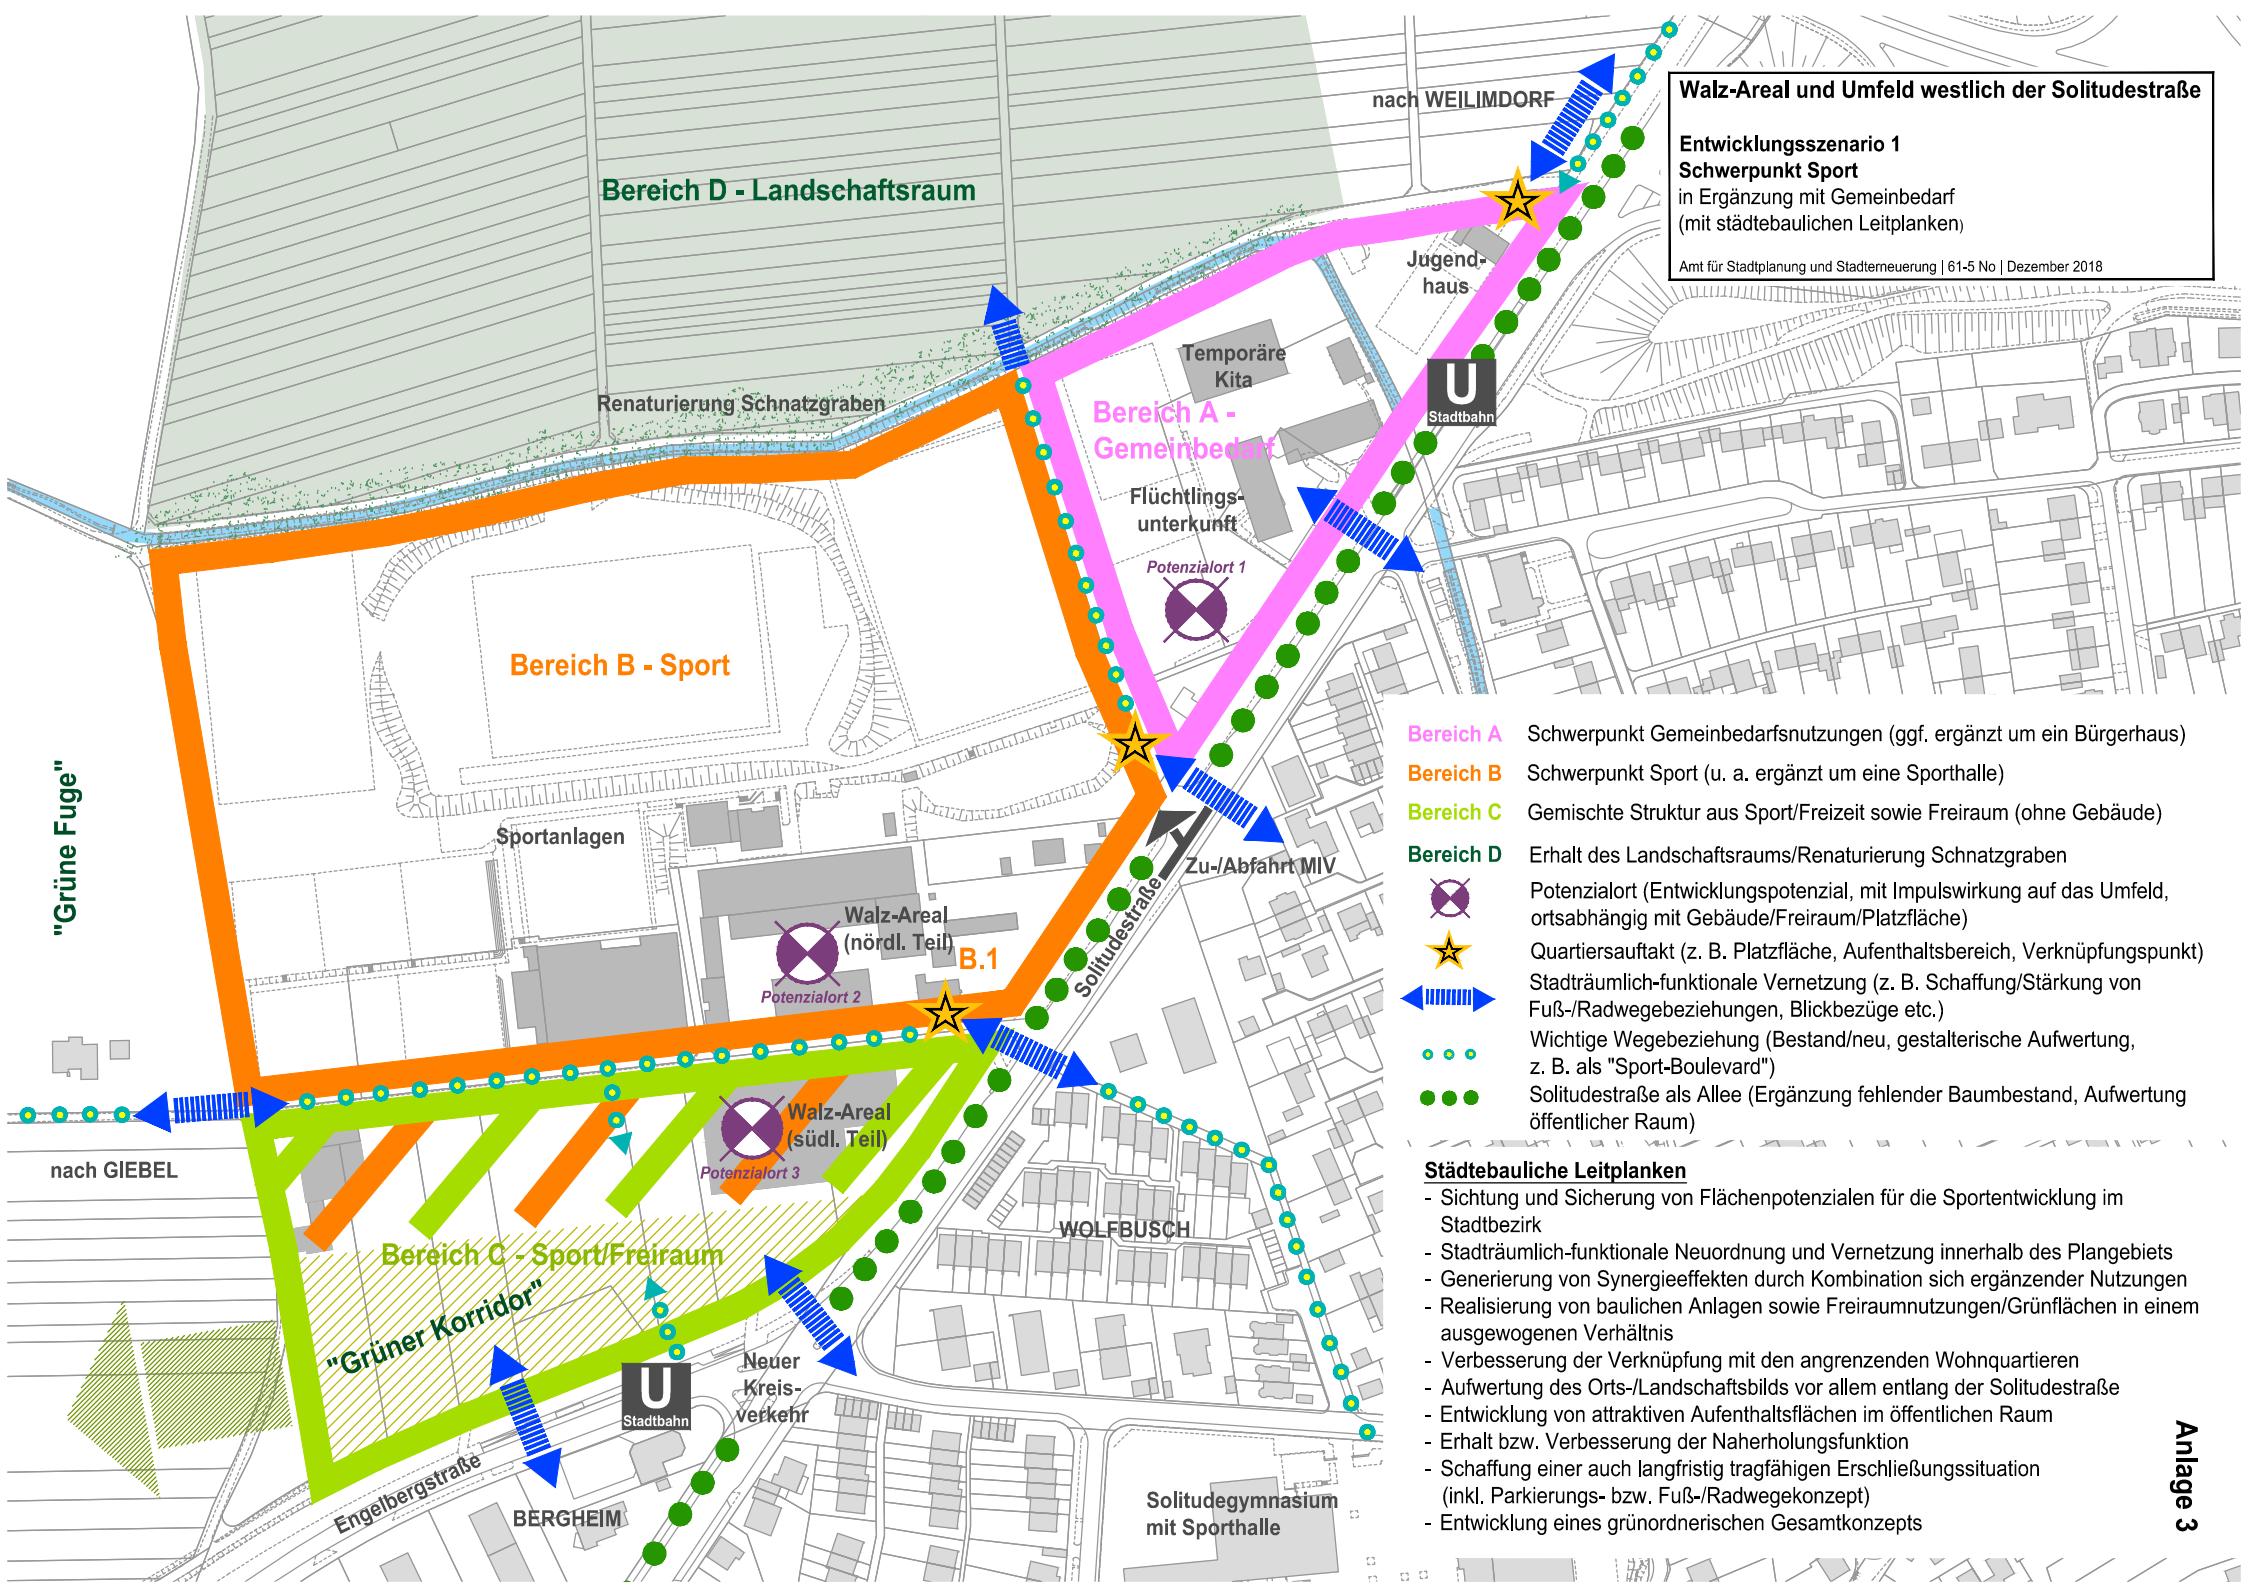 Walz-Areal und Umfeld westlich der Solitudestraße
Entwicklungsszenario 1
Schwerpunkt Sport
in Ergänzung mit Gemeinbedarf
(mit städtebaulichen Leitplanken)
Amt für Stadtplanung und Stadterneuerung | 61-5 No | Dezember 2018
nach WEILIMDORF
Bereich D - Landschaftsraum
Jugend-
haus
Temporäre
Kita
U
Stadtbahn
Renaturierung Schnatzgraben
Bereich A -
Gemeinbedarf
Flüchtlings-
unterkunft
Potenzialort 1
Bereich B - Sport
"Grüne Fuge"
Sportanlagen
Zu-/Abfahrt MIV
Solitudestraße
Walz-Areal
(nördl. Teil)
B.1
Potenzialort 2
Walz-Areal
(südl. Teil)
Potenzialort 3
nach GIEBEL
WOLFBUSCH
Bereich C - Sport/Freiraum
"Grüner Korridor"
Neuer
Kreis-
verkehr
U
Stadtbahn
Engelbergstraße
BERGHEIM
Solitudegymnasium
mit Sporthalle
Bereich A Schwerpunkt Gemeinbedarfsnutzungen (ggf. ergänzt um ein Bürgerhaus)
Bereich B Schwerpunkt Sport (u. a. ergänzt um eine Sporthalle)
Bereich C Gemischte Struktur aus Sport/Freizeit sowie Freiraum (ohne Gebäude)
Bereich D Erhalt des Landschaftsraums/Renaturierung Schnatzgraben
Potenzialort (Entwicklungspotenzial, mit Impulswirkung auf das Umfeld,
ortsabhängig mit Gebäude/Freiraum/Platzfläche)
Quartiersauftakt (z. B. Platzfläche, Aufenthaltsbereich, Verknüpfungspunkt)
Stadträumlich-funktionale Vernetzung (z. B. Schaffung/Stärkung von
Fuß-/Radwegebeziehungen, Blickbezüge etc.)
Wichtige Wegebeziehung (Bestand/neu, gestalterische Aufwertung,
z. B. als "Sport-Boulevard")
Solitudestraße als Allee (Ergänzung fehlender Baumbestand, Aufwertung
öffentlicher Raum)
Städtebauliche Leitplanken
- Sichtung und Sicherung von Flächenpotenzialen für die Sportentwicklung im
Stadtbezirk
- Stadträumlich-funktionale Neuordnung und Vernetzung innerhalb des Plangebiets
- Generierung von Synergieeffekten durch Kombination sich ergänzender Nutzungen
- Realisierung von baulichen Anlagen sowie Freiraumnutzungen/Grünflächen in einem
ausgewogenen Verhältnis
- Verbesserung der Verknüpfung mit den angrenzenden Wohnquartieren
- Aufwertung des Orts-/Landschaftsbilds vor allem entlang der Solitudestraße
- Entwicklung von attraktiven Aufenthaltsflächen im öffentlichen Raum
- Erhalt bzw. Verbesserung der Naherholungsfunktion
- Schaffung einer auch langfristig tragfähigen Erschließungssituation
(inkl. Parkierungs- bzw. Fuß-/Radwegekonzept)
- Entwicklung eines grünordnerischen Gesamtkonzepts
Anlage 3